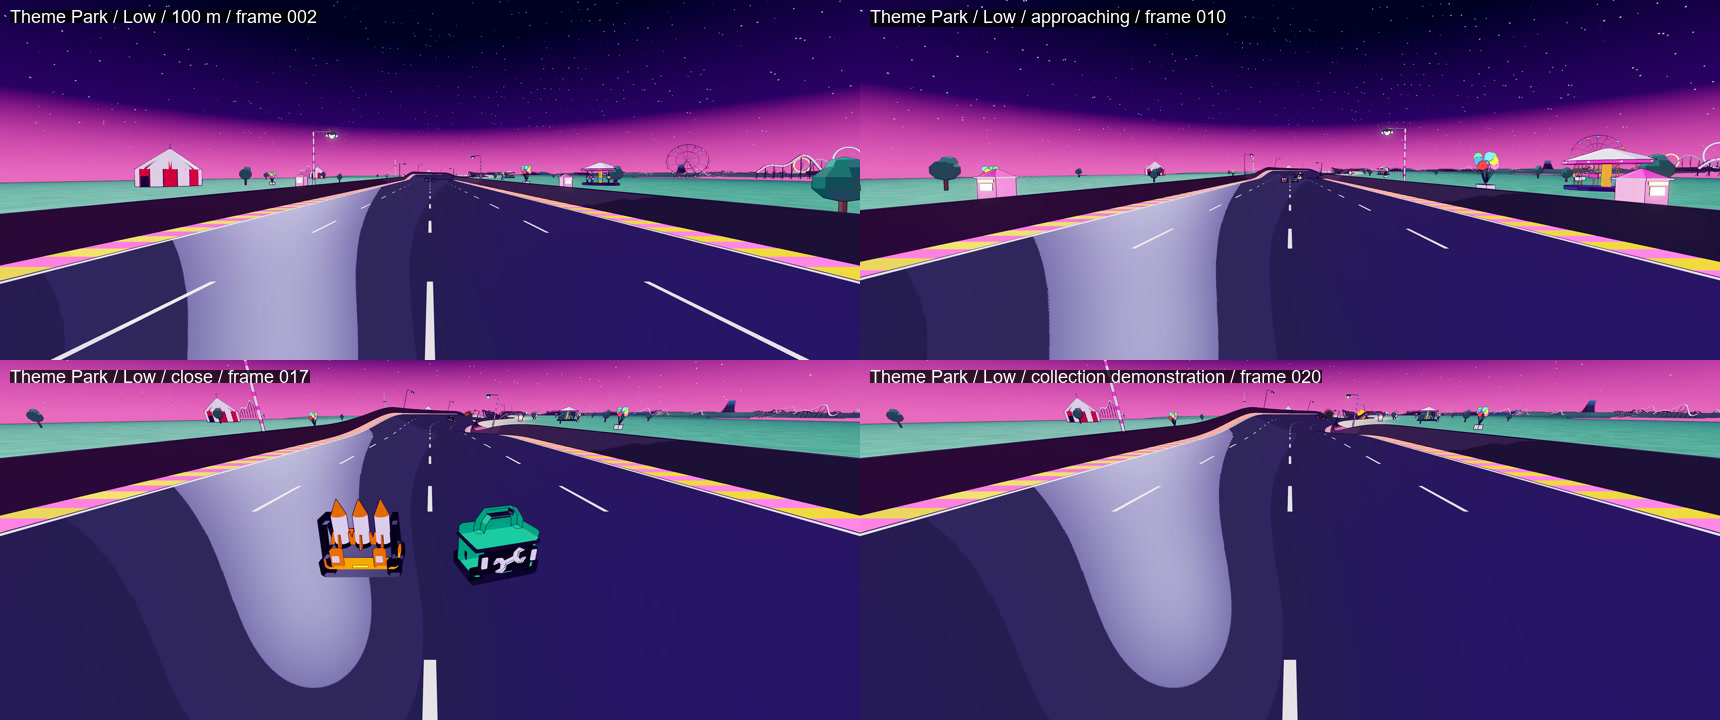 Theme Park / Low / 100 m / frame 002
Theme Park / Low / approaching / frame 010
Theme Park / Low / close / frame 017
Theme Park / Low / collection demonstration / frame 020